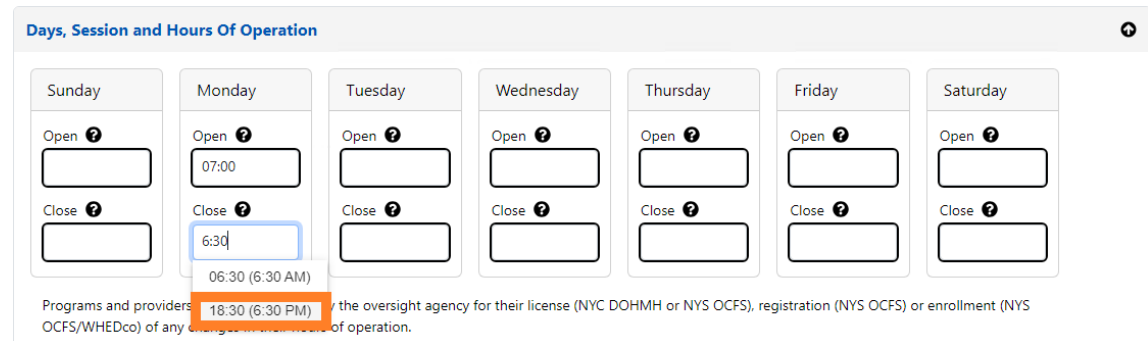 Days, Session and Hours Of Operation
Sunday Monday Tuesday Wednesday Thursday Friday Saturday
Open Open Open Open Open Open Open
07:00
Close Close Close Close Close Close Close
6:30
06:30 (6:30 AM)
18:30 (6:30 PM)
Programs and providers the oversight agency for their license (NYC DOHMH or NYS OCFS), registration (NYS OCFS) or enrollment (NYS
OCFS/WHEDco) of any of operation.